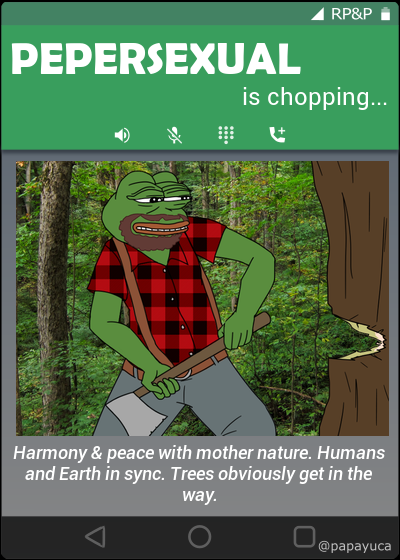 RP&P
PEPERSEXUAL
is chopping...
Harmony & peace with mother nature. Humans
and Earth in sync. Trees obviously get in the
way.
@papayuca